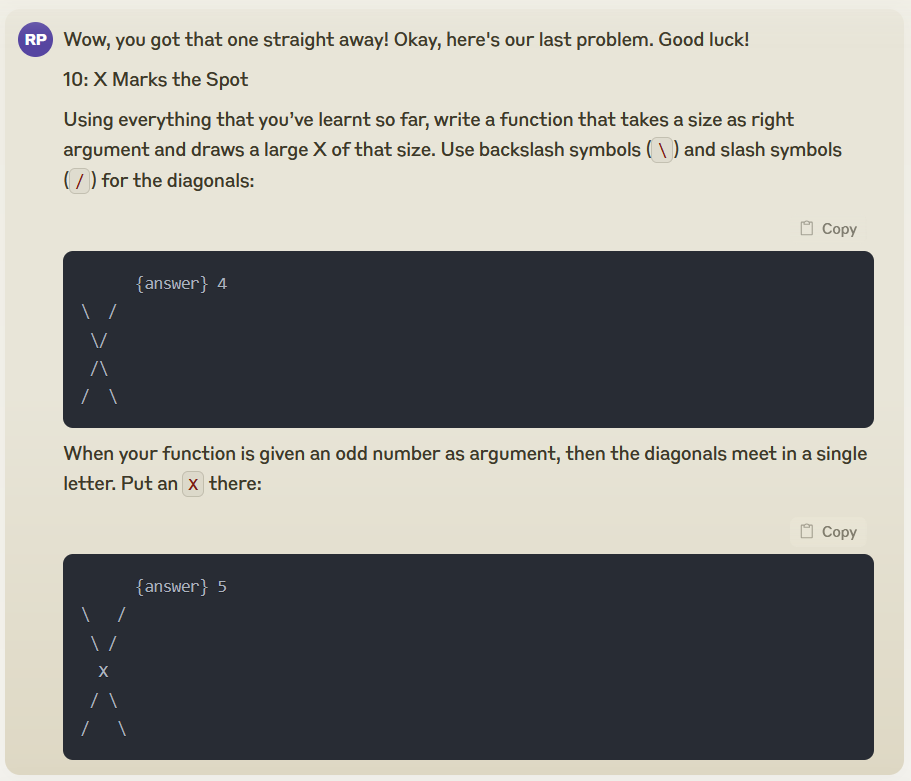 RP
Wow, you got that one straight away! Okay, here's our last problem. Good luck!
10: X Marks the Spot
Using everything that you’ve learnt so far, write a function that takes a size as right
argument and draws a large X of that size. Use backslash symbols ( \ ) and slash symbols
( / ) for the diagonals:
Copy
      {answer} 4
\  /
 \/
 /\
/  \
When your function is given an odd number as argument, then the diagonals meet in a single
letter. Put an X there:
Copy
      {answer} 5
\   /
 \ /
  X
 / \
/   \